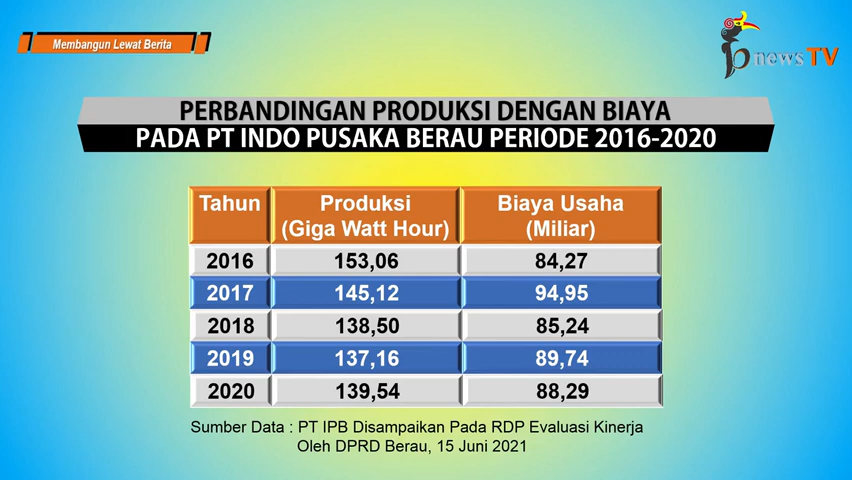 Membangun Lewat Berita
bnewsTV
PERBANDINGAN PRODUKSI DENGAN BIAYA
PADA PT INDO PUSAKA BERAU PERIODE 2016-2020
Tahun Produksi (Giga Watt Hour) Biaya Usaha (Miliar)
2016 153,06 84,27
2017 145,12 94,95
2018 138,50 85,24
2019 137,16 89,74
2020 139,54 88,29
Sumber Data : PT IPB Disampaikan Pada RDP Evaluasi Kinerja
Oleh DPRD Berau, 15 Juni 2021